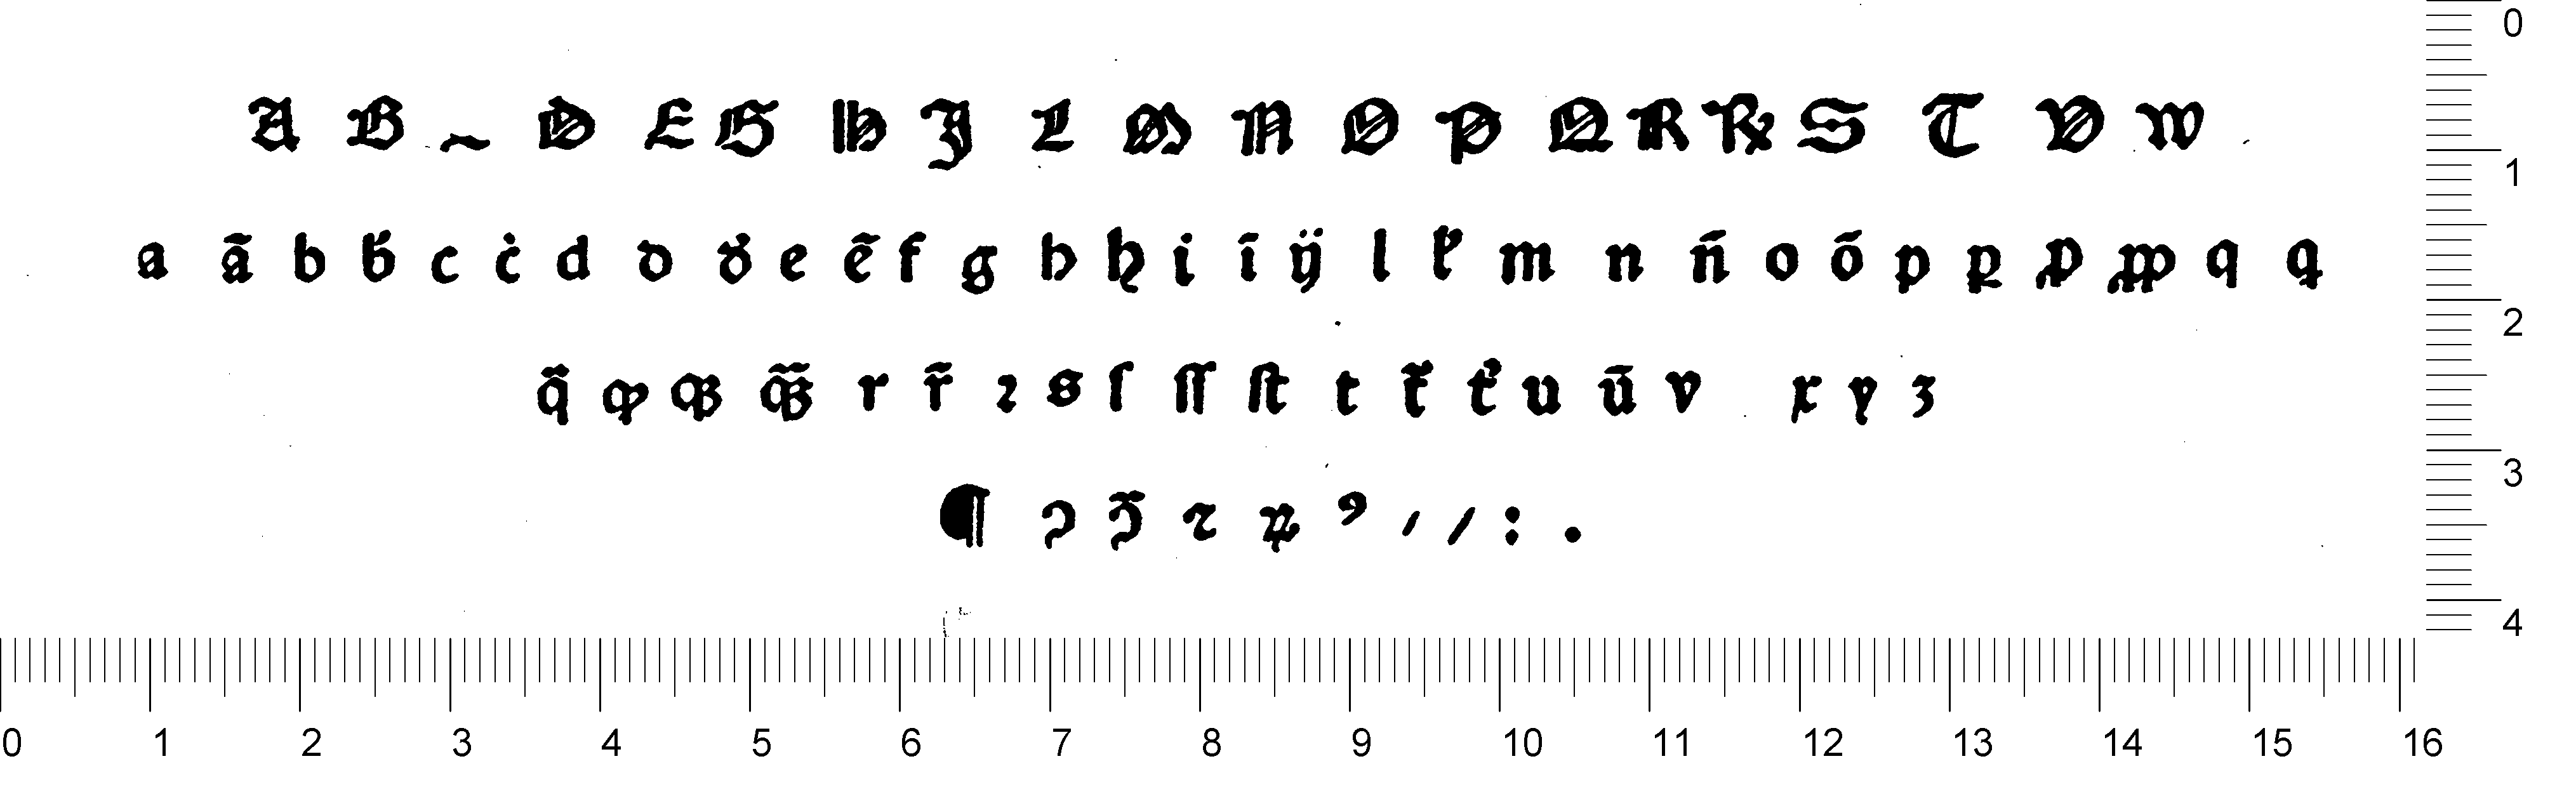 A B ~ D E G H J L M N O P Q R ℞ S T V W
a ã b b̃ c ċ d ꝺ ꝺ̃ e ẽ f g h ꜧ i ī ÿ l l̕ m n ñ o õ p ꝑ ꝓ q ꝗ
q̃ r r̃ ꝛ s ſ ſſ ſt t t̃ t̕ u ū v x y ʒ
¶ ↄ ↄ̃ ⁊ ꝝ ꝰ ′ / : .
0
1
2
3
4
0 1 2 3 4 5 6 7 8 9 10 11 12 13 14 15 16